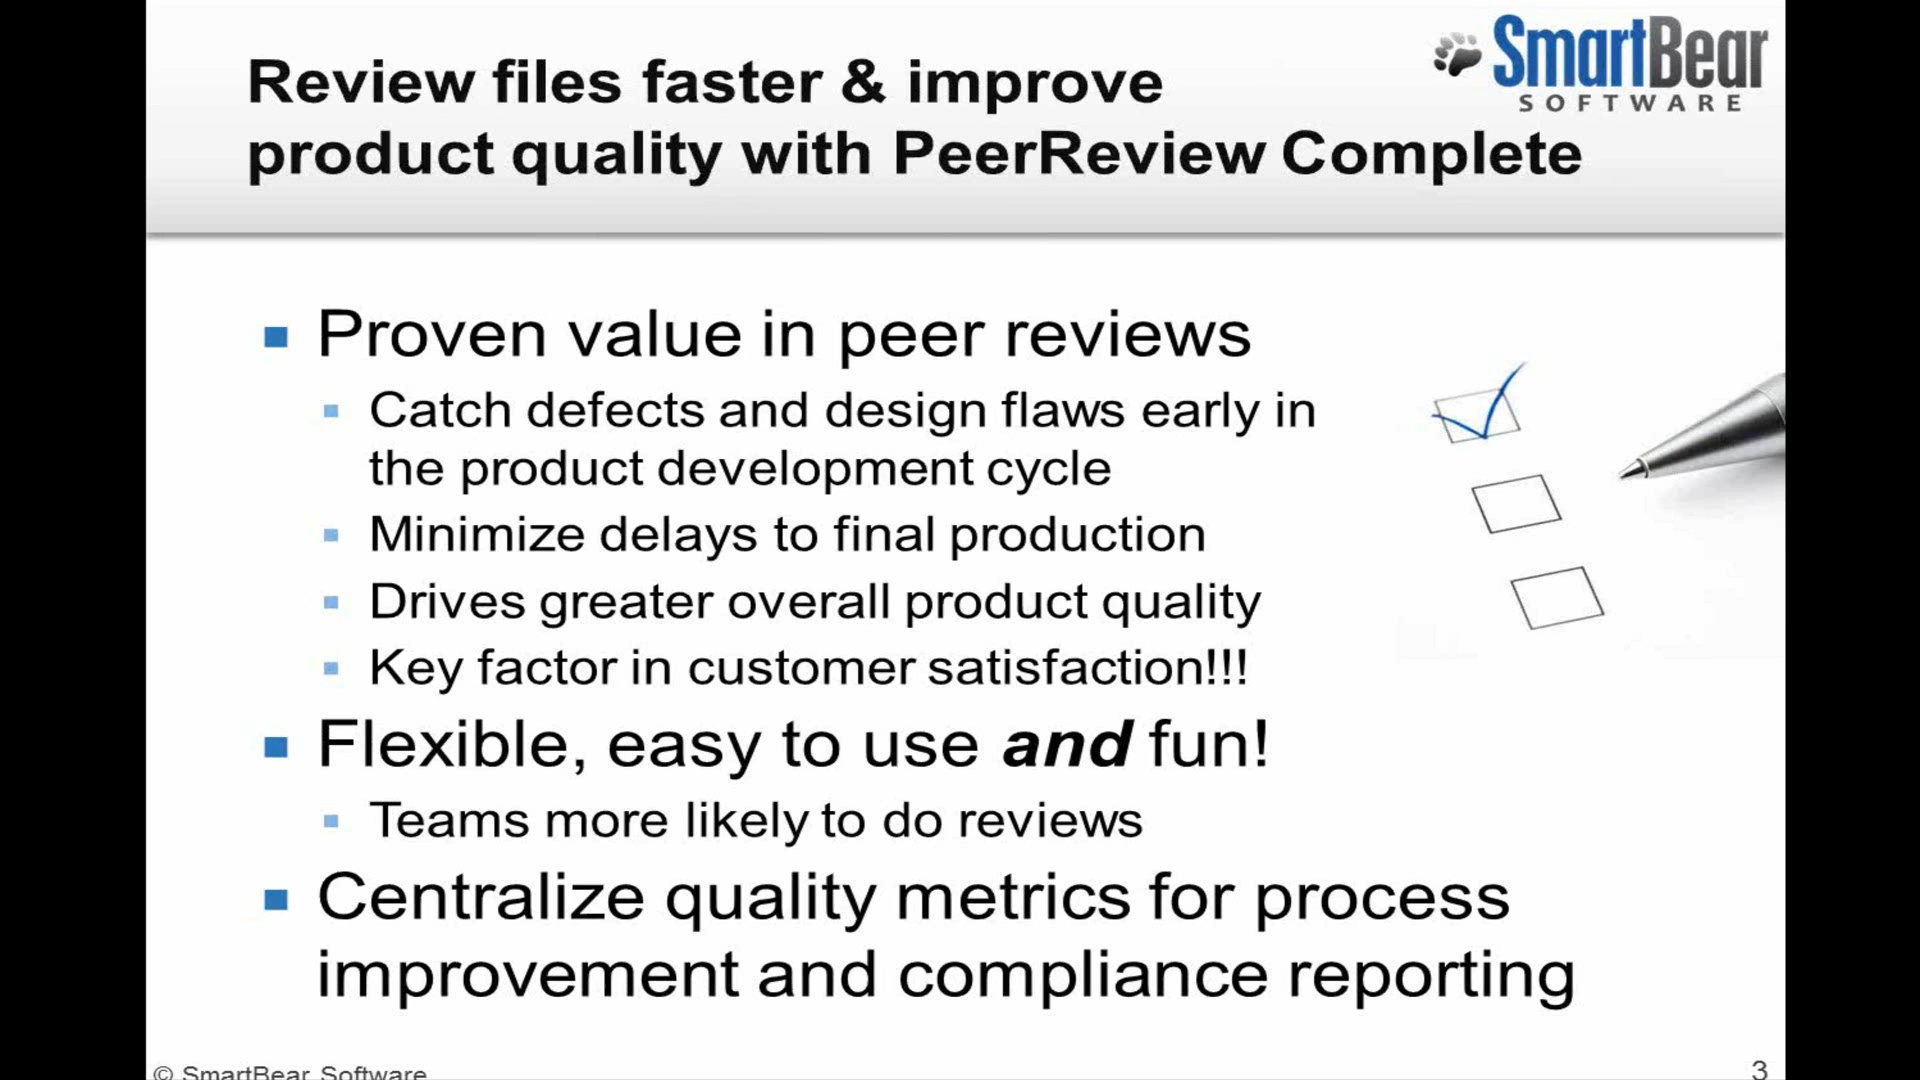 SmartBear
SOFTWARE
Review files faster & improve
product quality with PeerReview Complete
Proven value in peer reviews
Catch defects and design flaws early in
the product development cycle
Minimize delays to final production
Drives greater overall product quality
Key factor in customer satisfaction!!!
Flexible, easy to use and fun!
Teams more likely to do reviews
Centralize quality metrics for process
improvement and compliance reporting
© SmartBear Software
3